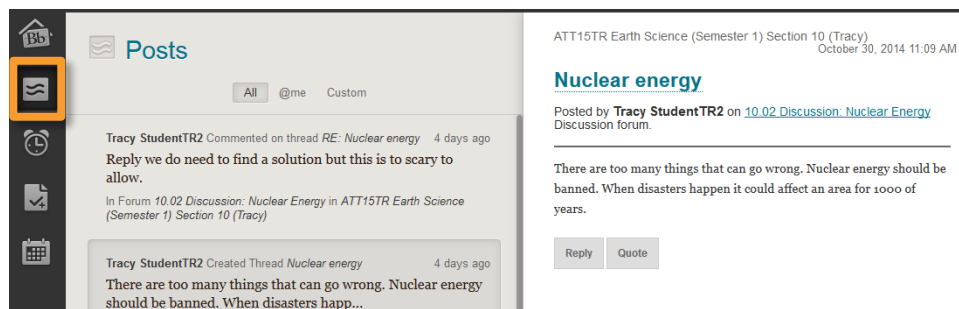 Bb
Posts
All @me Custom
Tracy StudentTR2 Commented on thread RE: Nuclear energy 4 days ago
Reply we do need to find a solution but this is to scary to
allow.
In Forum 10.02 Discussion: Nuclear Energy in ATT15TR Earth Science
(Semester 1) Section 10 (Tracy)
Tracy StudentTR2 Created Thread Nuclear energy 4 days ago
There are too many things that can go wrong. Nuclear energy
should be banned. When disasters happ...
ATT15TR Earth Science (Semester 1) Section 10 (Tracy)
October 30, 2014 11:09 AM
Nuclear energy
Posted by Tracy StudentTR2 on 10.02 Discussion: Nuclear Energy
Discussion forum.
There are too many things that can go wrong. Nuclear energy should be
banned. When disasters happen it could affect an area for 1000 of
years.
Reply Quote